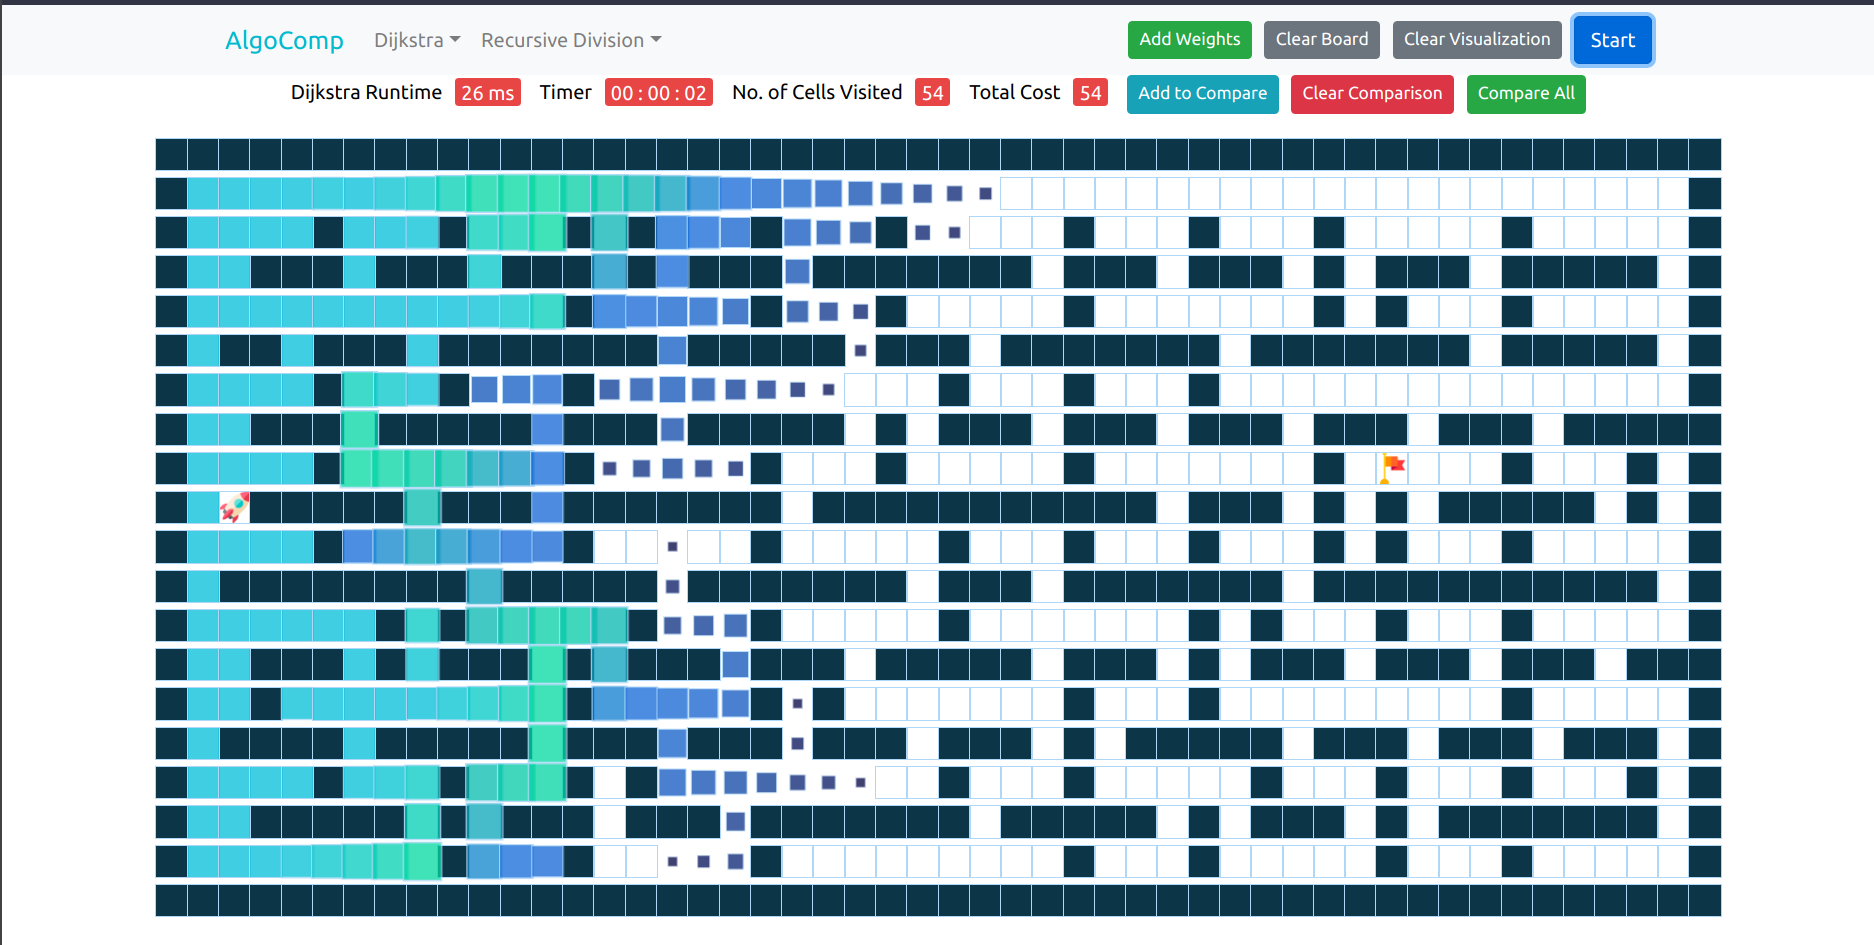 AlgoComp Dijkstra Recursive Division Add Weights Clear Board Clear Visualization Start
Dijkstra Runtime 26 ms Timer 00 : 00 : 02 No. of Cells Visited 54 Total Cost 54 Add to Compare Clear Comparison Compare All